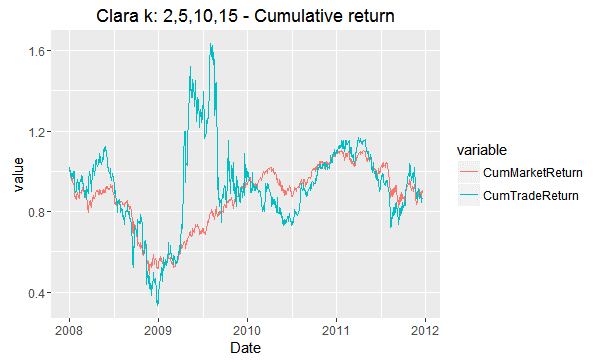 Clara k: 2,5,10,15 - Cumulative return
value
1.6
1.2
0.8
0.4
2008 2009 2010 2011 2012
Date
variable
CumMarketReturn
CumTradeReturn